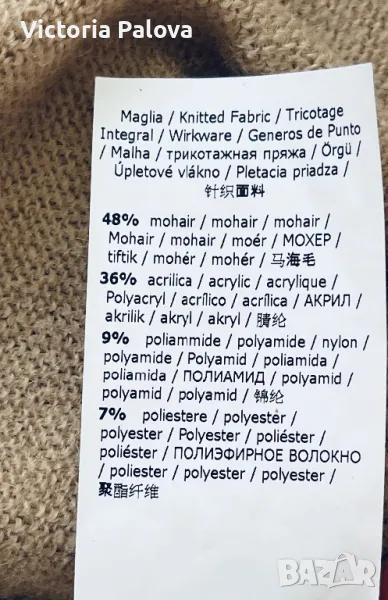 Victoria Palova
Maglia / Knitted Fabric / Tricotage
Integral / Wirkware / Generos de Punto
/ Malha / трикотажная пряжа / Örgü /
Úpletové vlákno / Pletacia priadza /
针织面料
48% mohair / mohair / mohair /
Mohair / mohair / moér / МОХЕР /
tiftik / mohér / mohér / 马海毛
36% acrilica / acrylic / acrylique /
Polyacryl / acrílico / acrílica / АКРИЛ /
akrilik / akryl / akryl / 腈纶
9% poliammide / polyamide / nylon /
polyamide / Polyamid / poliamida /
poliamida / ПОЛИАМИД / polyamid /
polyamid / polyamid / 锦纶
7% poliestere / polyester /
polyester / Polyester / poliéster /
poliéster / ПОЛИЭФИРНОЕ ВОЛОКНО
/ poliester / polyester / polyester /
聚酯纤维
BAZAR